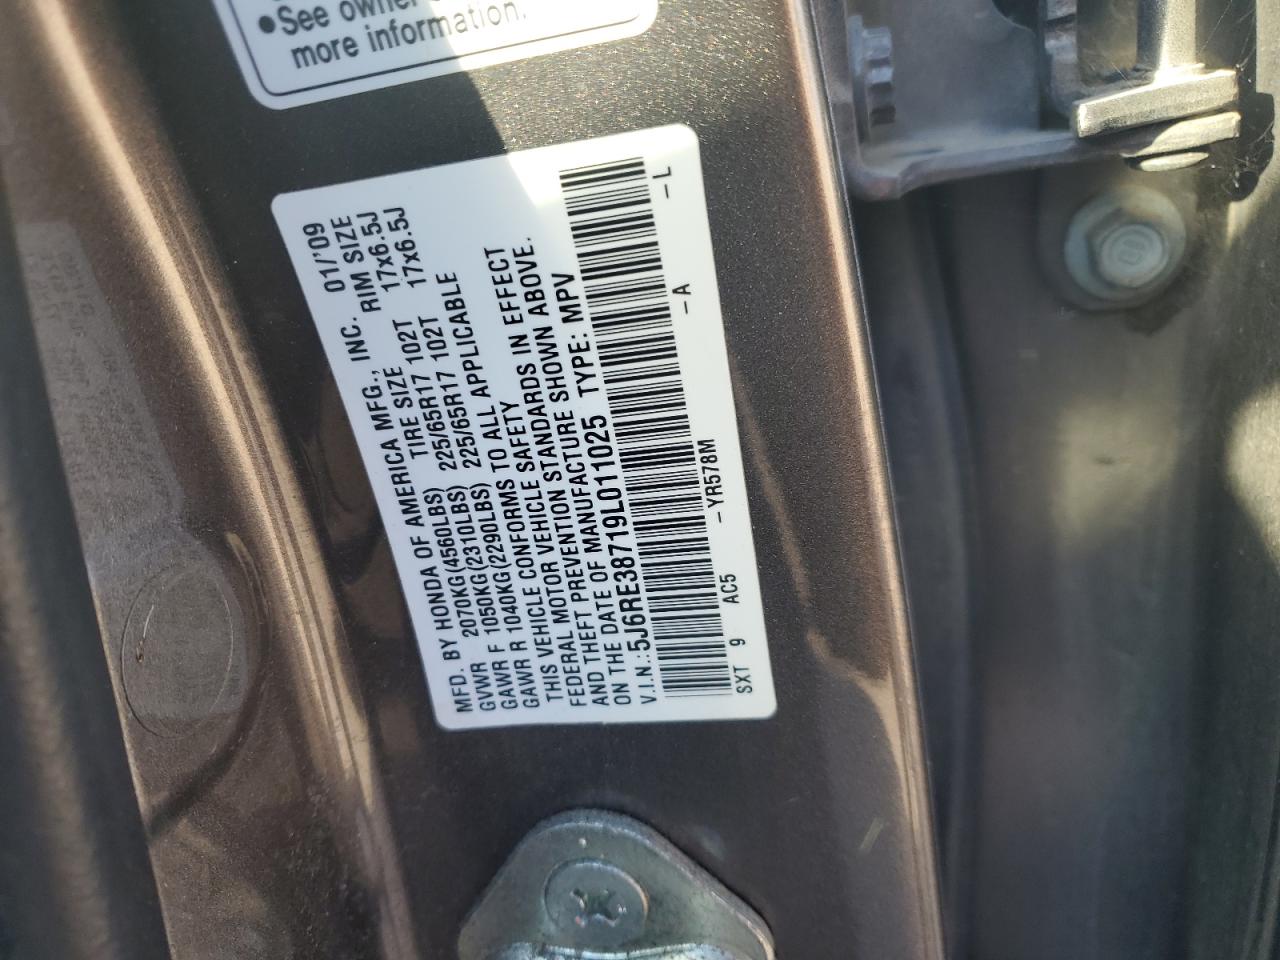 •See owner
more information.
MFD. BY HONDA OF AMERICA MFG., INC. 01/'09
GVWR 2070KG(4560LBS) TIRE SIZE RIM SIZE
GAWR F 1050KG(2310LBS) 225/65R17 102T 17x6.5J
GAWR R 1040KG(2290LBS) 225/65R17 102T 17x6.5J
THIS VEHICLE CONFORMS TO ALL APPLICABLE
FEDERAL MOTOR VEHICLE SAFETY
AND THEFT PREVENTION STANDARDS IN EFFECT
ON THE DATE OF MANUFACTURE SHOWN ABOVE.
V.I.N.:5J6RE38719L011025 TYPE: MPV
SXT 9 AC5 -YR578M -A -L